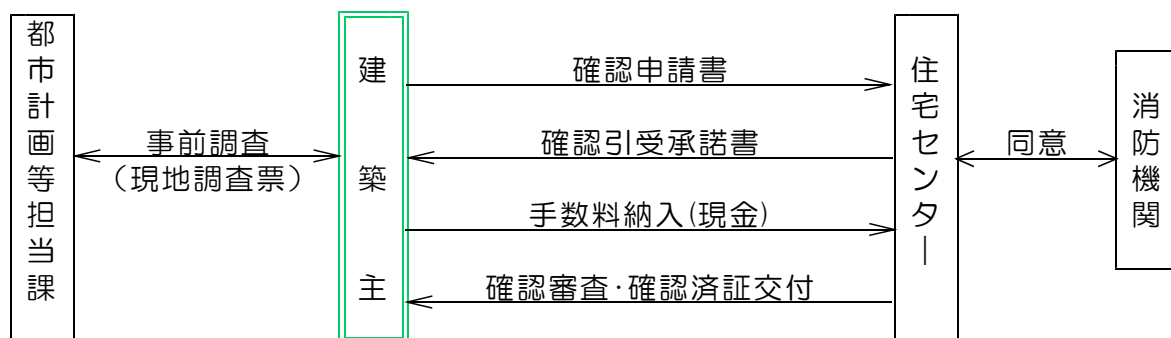 都市計画等担当課
事前調査
（現地調査票）
建築主
確認申請書
確認引受承諾書
手数料納入(現金)
確認審査・確認済証交付
住宅センター
同意
消防機関